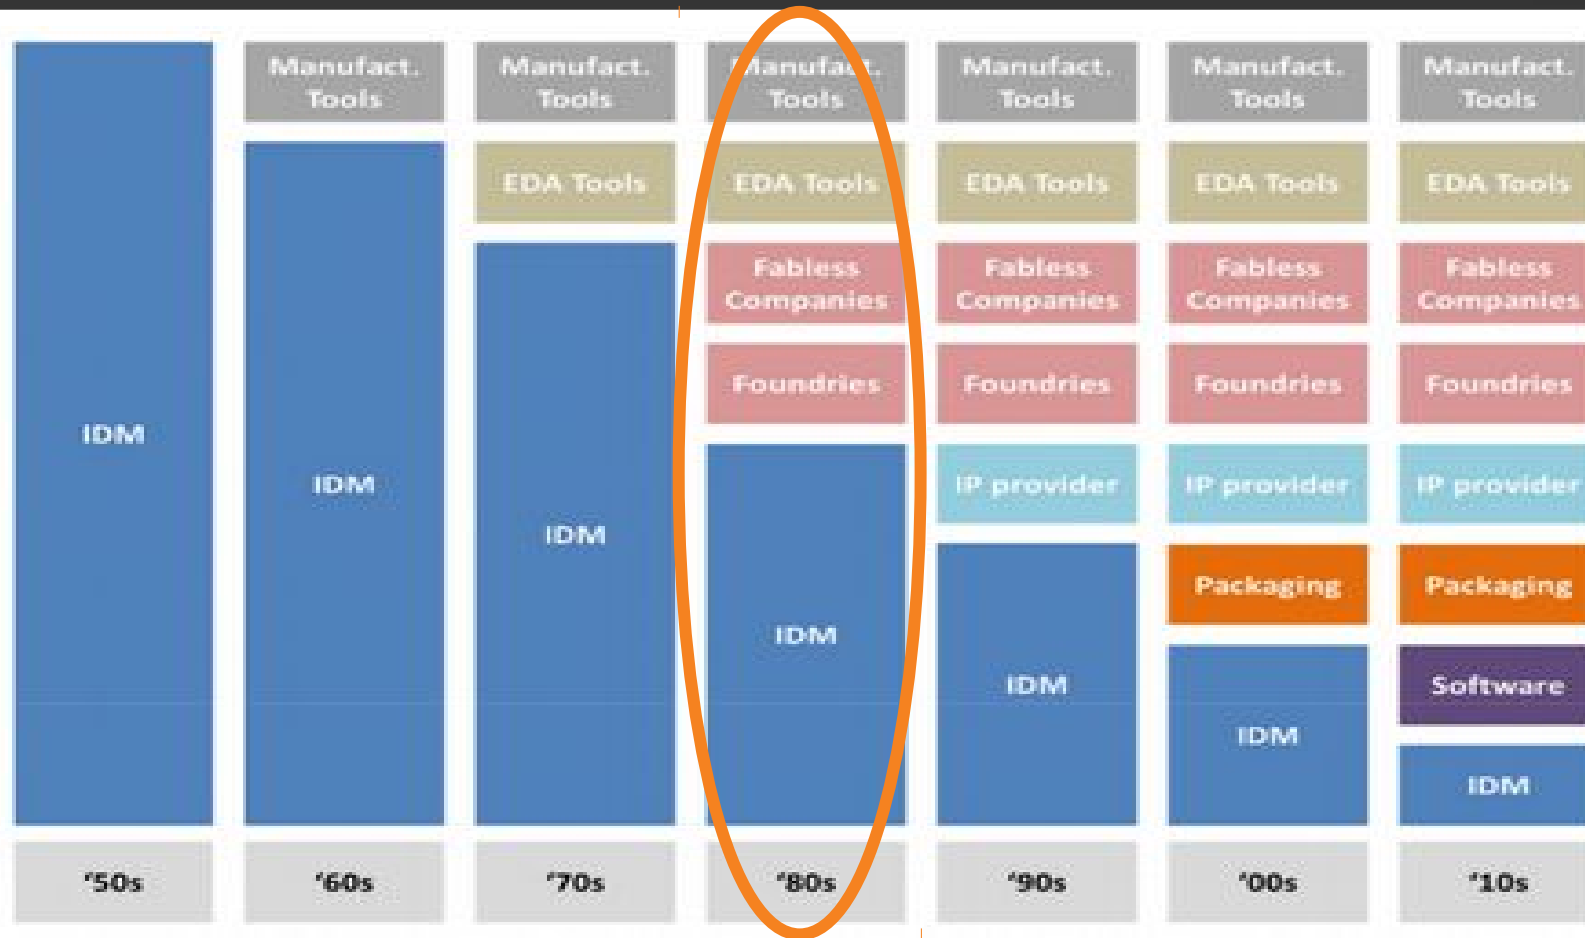 IDM
'50s
Manufact.
Tools
IDM
'60s
Manufact.
Tools
EDA Tools
IDM
'70s
Manufact.
Tools
EDA Tools
Fabless
Companies
Foundries
IDM
'80s
Manufact.
Tools
EDA Tools
Fabless
Companies
Foundries
IP provider
IDM
'90s
Manufact.
Tools
EDA Tools
Fabless
Companies
Foundries
IP provider
Packaging
IDM
'00s
Manufact.
Tools
EDA Tools
Fabless
Companies
Foundries
IP provider
Packaging
Software
IDM
'10s